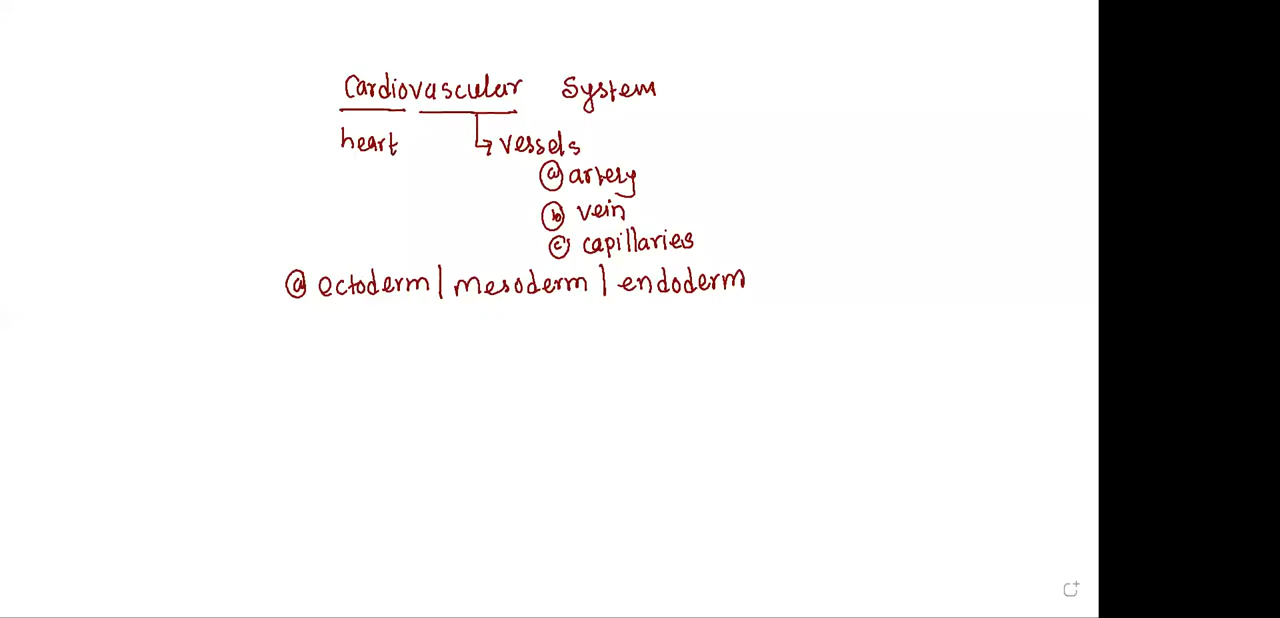 Cardiovascular System
heart ↳ vessels
ⓐ artery
ⓑ vein
ⓒ capillaries
ⓐ ectoderm | mesoderm | endoderm